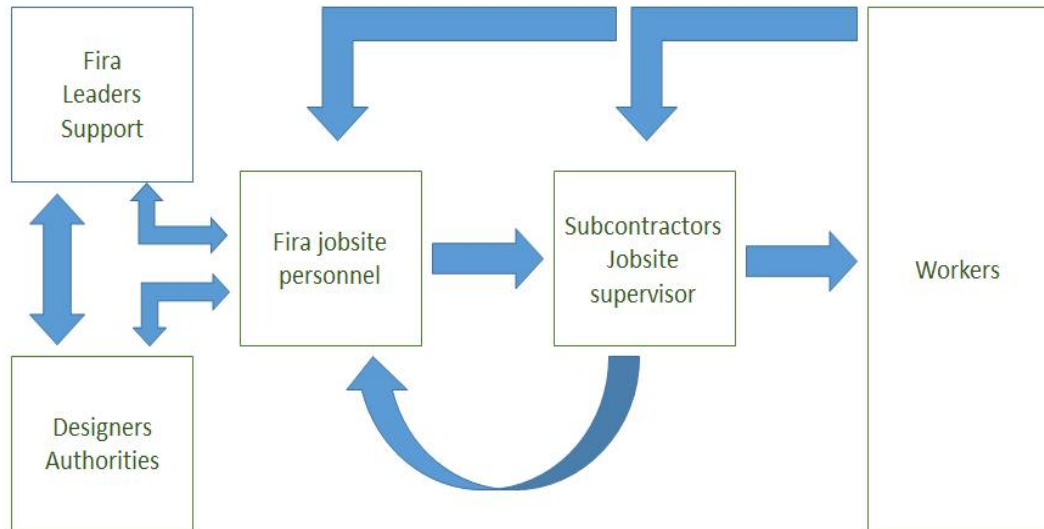 Fira
Leaders
Support
Fira jobsite
personnel
Subcontractors
Jobsite
supervisor
Workers
Designers
Authorities